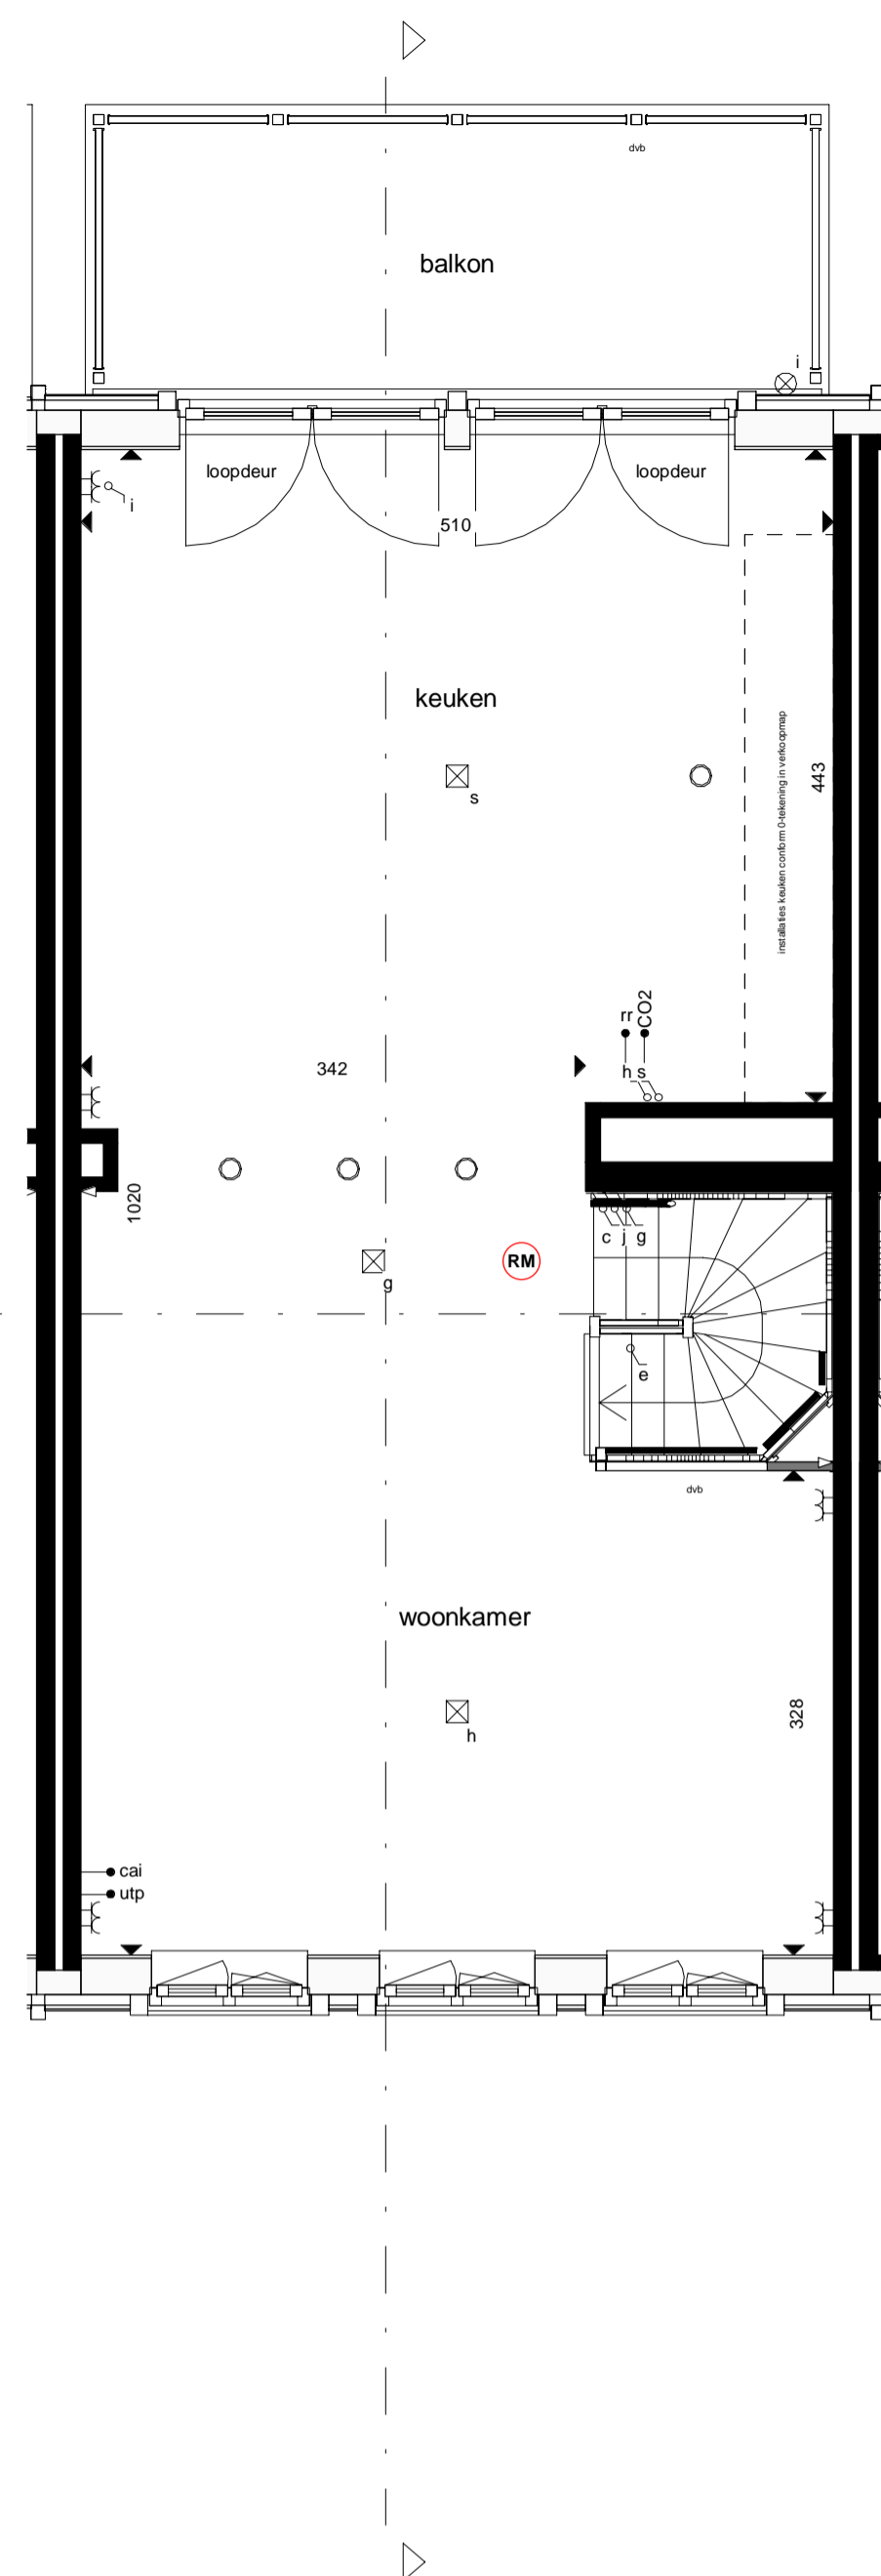 dvb
balkon
i
loopdeur
loopdeur
i
510
keuken
s
443
installaties keuken conform 0-tekening in verkoopmap
rr
CO2
342
h s
1020
c j g
RM
g
e
dvb
woonkamer
h
328
cai
utp